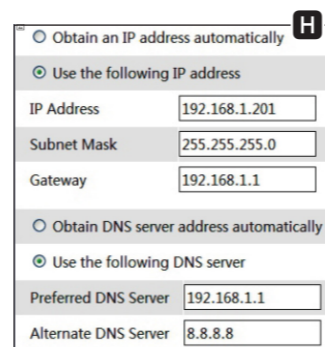 H
Obtain an IP address automatically
Use the following IP address
IP Address 192.168.1.201
Subnet Mask 255.255.255.0
Gateway 192.168.1.1
Obtain DNS server address automatically
Use the following DNS server
Preferred DNS Server 192.168.1.1
Alternate DNS Server 8.8.8.8